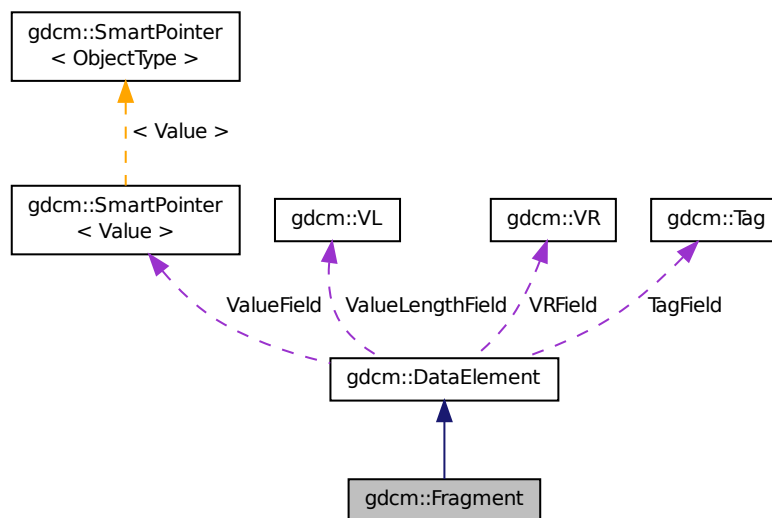 gdcm::SmartPointer
< ObjectType >
< Value >
gdcm::SmartPointer
< Value >
gdcm::VL
gdcm::VR
gdcm::Tag
ValueField
ValueLengthField
VRField
TagField
gdcm::DataElement
gdcm::Fragment